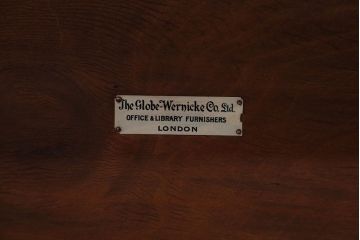 The Globe-Wernicke Co. Ltd.
OFFICE & LIBRARY FURNISHERS
LONDON